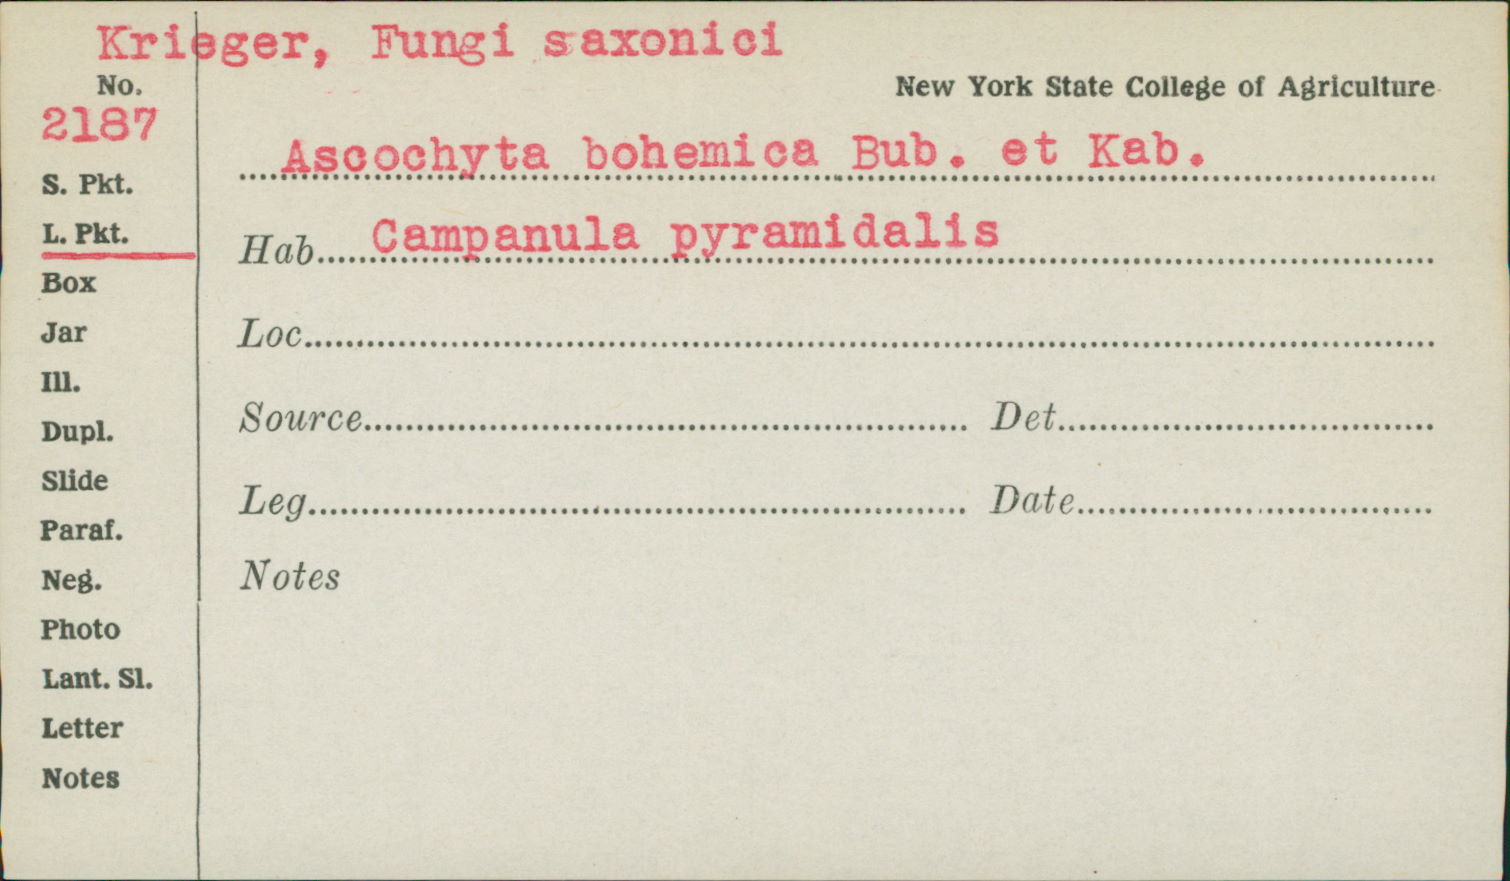 Krieger, Fungi saxonici
No.
New York State College of Agriculture
2187
Ascochyta bohemica Bub. et Kab.
S. Pkt.
L. Pkt.
Hab. Campanula pyramidalis
Box
Jar
Loc.
Ill.
Dupl.
Source Det.
Slide
Leg. Date
Paraf.
Neg.
Notes
Photo
Lant. Sl.
Letter
Notes